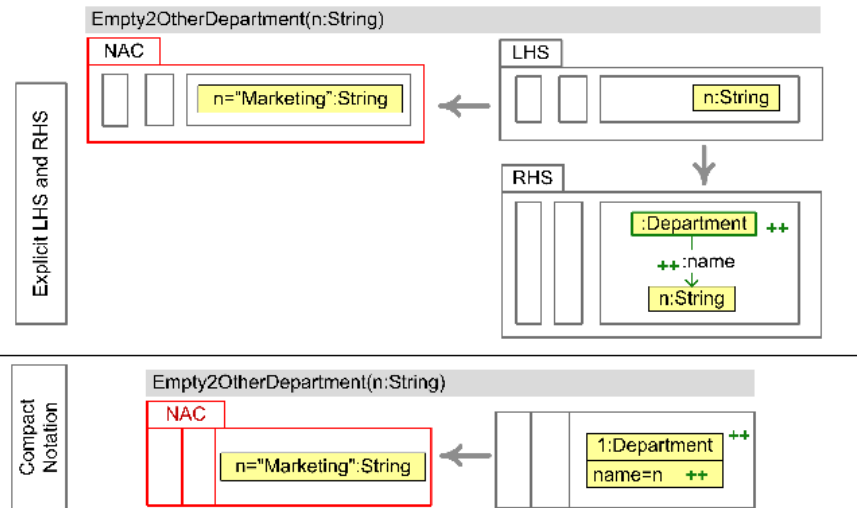 Empty2OtherDepartment(n:String)
NAC
LHS
n="Marketing":String
n:String
Explicit LHS and RHS
RHS
:Department ++
++ :name
n:String
Empty2OtherDepartment(n:String)
Compact
Notation
NAC
n="Marketing":String
1:Department ++
name=n ++